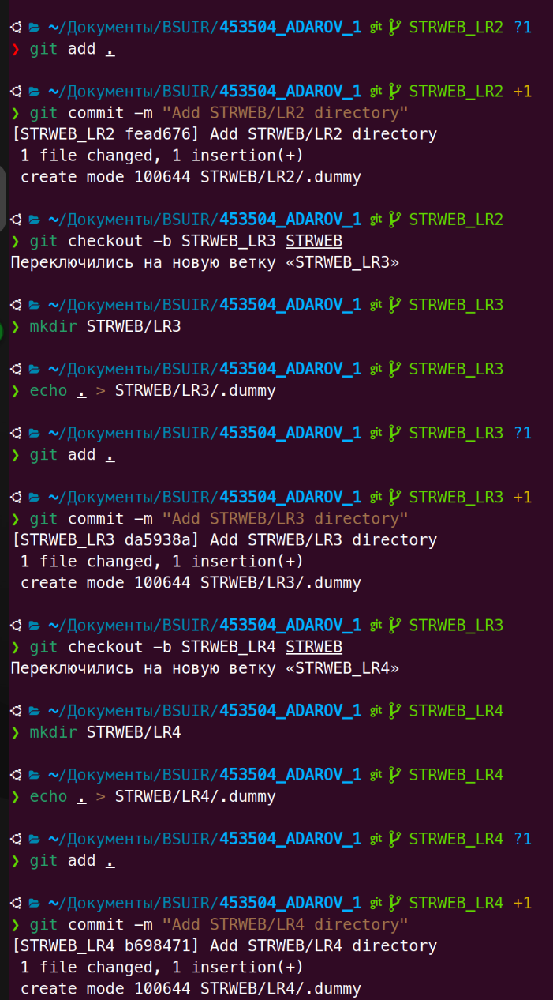 ~/Документы/BSUIR/453504_ADAROV_1 git STRWEB_LR2 ?1
❯ git add .
~/Документы/BSUIR/453504_ADAROV_1 git STRWEB_LR2 +1
❯ git commit -m "Add STRWEB/LR2 directory"
[STRWEB_LR2 fead676] Add STRWEB/LR2 directory
1 file changed, 1 insertion(+)
create mode 100644 STRWEB/LR2/.dummy
~/Документы/BSUIR/453504_ADAROV_1 git STRWEB_LR2
❯ git checkout -b STRWEB_LR3 STRWEB
Переключились на новую ветку «STRWEB_LR3»
~/Документы/BSUIR/453504_ADAROV_1 git STRWEB_LR3
❯ mkdir STRWEB/LR3
~/Документы/BSUIR/453504_ADAROV_1 git STRWEB_LR3
❯ echo . > STRWEB/LR3/.dummy
~/Документы/BSUIR/453504_ADAROV_1 git STRWEB_LR3 ?1
❯ git add .
~/Документы/BSUIR/453504_ADAROV_1 git STRWEB_LR3 +1
❯ git commit -m "Add STRWEB/LR3 directory"
[STRWEB_LR3 da5938a] Add STRWEB/LR3 directory
1 file changed, 1 insertion(+)
create mode 100644 STRWEB/LR3/.dummy
~/Документы/BSUIR/453504_ADAROV_1 git STRWEB_LR3
❯ git checkout -b STRWEB_LR4 STRWEB
Переключились на новую ветку «STRWEB_LR4»
~/Документы/BSUIR/453504_ADAROV_1 git STRWEB_LR4
❯ mkdir STRWEB/LR4
~/Документы/BSUIR/453504_ADAROV_1 git STRWEB_LR4
❯ echo . > STRWEB/LR4/.dummy
~/Документы/BSUIR/453504_ADAROV_1 git STRWEB_LR4 ?1
❯ git add .
~/Документы/BSUIR/453504_ADAROV_1 git STRWEB_LR4 +1
❯ git commit -m "Add STRWEB/LR4 directory"
[STRWEB_LR4 b698471] Add STRWEB/LR4 directory
1 file changed, 1 insertion(+)
create mode 100644 STRWEB/LR4/.dummy